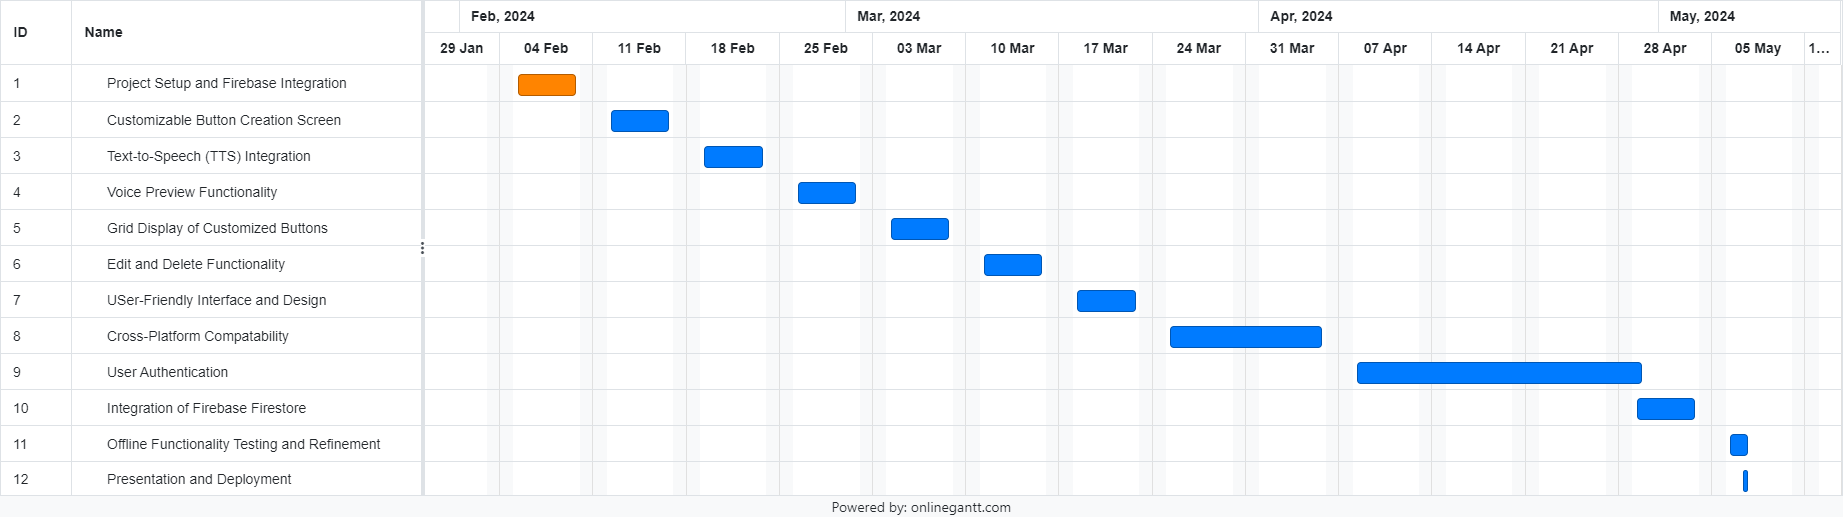 Feb, 2024 Mar, 2024 Apr, 2024 May, 2024
ID Name
29 Jan 04 Feb 11 Feb 18 Feb 25 Feb 03 Mar 10 Mar 17 Mar 24 Mar 31 Mar 07 Apr 14 Apr 21 Apr 28 Apr 05 May 1...
1 Project Setup and Firebase Integration
2 Customizable Button Creation Screen
3 Text-to-Speech (TTS) Integration
4 Voice Preview Functionality
5 Grid Display of Customized Buttons
6 Edit and Delete Functionality
7 USer-Friendly Interface and Design
8 Cross-Platform Compatability
9 User Authentication
10 Integration of Firebase Firestore
11 Offline Functionality Testing and Refinement
12 Presentation and Deployment
Powered by: onlinegantt.com